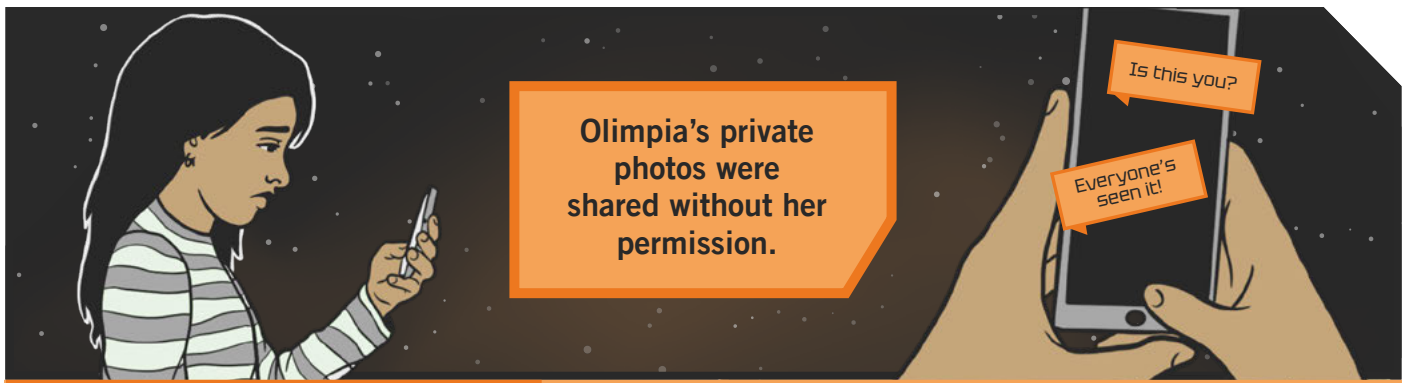 Olimpia’s private
photos were
shared without her
permission.
Is this you?
Everyone’s
seen it!